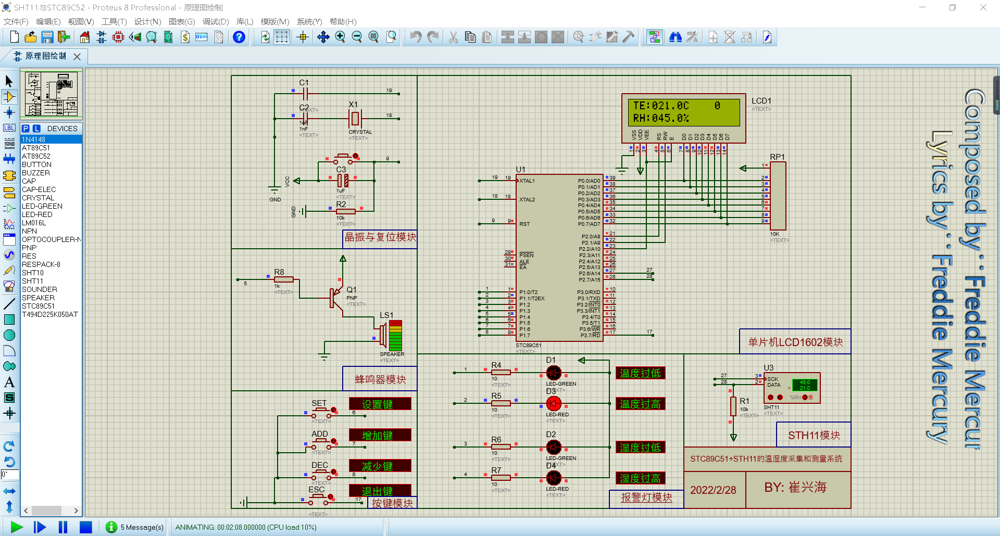 SHT11与STC89C52 - Proteus 8 Professional - 原理图绘制
文件(F) 编辑(E) 视图(V) 工具(T) 设计(N) 图表(G) 调试(D) 库(L) 模版(M) 系统(Y) 帮助(H)
原理图绘制
P L DEVICES
1N4148
AT89C51
AT89C52
BUTTON
BUZZER
CAP
CAP-ELEC
CRYSTAL
LED-GREEN
LED-RED
LM016L
NPN
OPTOCOUPLER-N
PNP
RES
RESPACK-8
SHT10
SHT11
SOUNDER
SPEAKER
STC89C51
T494D225K050AT
0°
C1
19
<TEXT>
C2
1nF
1nF
<TEXT>
X1
18
CRYSTAL
<TEXT>
9
C3
1uF
<TEXT>
VCC
GND
GND
R2
10k
<TEXT>
晶振与复位模块
R8
5
1k
<TEXT>
Q1
PNP
<TEXT>
LS1
SPEAKER
<TEXT>
蜂鸣器模块
SET
设置键
6
<TEXT>
ADD
增加键
7
<TEXT>
DEC
减少键
8
<TEXT>
ESC
退出键
17
<TEXT>
按键模块
LCD1
<TEXT>
TE:021.0C 0
RH:045.0%
VSS VDD VEE RS RW E D0 D1 D2 D3 D4 D5 D6 D7
1 2 3 4 5 6 7 8 9 10 11 12 13 14
RP1
1
2
3
4
5
6
7
8
9
10K
<TEXT>
U1
19 19 XTAL1
18 18 XTAL2
9 9 RST
29 PSEN
30 ALE
31 EA
1 1 P1.0/T2
2 2 P1.1/T2EX
3 3 P1.2
4 4 P1.3
5 5 P1.4
6 6 P1.5
7 7 P1.6
8 8 P1.7
P0.0/AD0 39
P0.1/AD1 38
P0.2/AD2 37
P0.3/AD3 36
P0.4/AD4 35
P0.5/AD5 34
P0.6/AD6 33
P0.7/AD7 32
P2.0/A8 21
P2.1/A9 22
P2.2/A10 23
P2.3/A11 24
P2.4/A12 25
P2.5/A13 26
P2.6/A14 27 27
P2.7/A15 28 28
P3.0/RXD 10
P3.1/TXD 11
P3.2/INT0 12
P3.3/INT1 13
P3.4/T0 14
P3.5/T1 15
P3.6/WR 16
P3.7/RD 17 17
STC89C51
<TEXT>
单片机LCD1602模块
1 R4 D1
10
<TEXT>
LED-GREEN
<TEXT>
温度过低
2 R5 D3
10
<TEXT>
LED-RED
<TEXT>
温度过高
3 R6 D2
10
<TEXT>
LED-GREEN
<TEXT>
湿度过低
4 R7 D4
10
<TEXT>
LED-RED
<TEXT>
湿度过高
报警灯模块
U3
27 3 SCK
28 2 DATA
45.0
21.0
>
%RH
SHT11
<TEXT>
R1
10k
<TEXT>
STH11模块
STC89C51+STH11的温湿度采集和测量系统
2022/2/28
BY: 崔兴海
Composed by : Freddie Mercur
Lyrics by : Freddie Mercury
5 Message(s)
ANIMATING: 00:02:08.000000 (CPU load 10%)